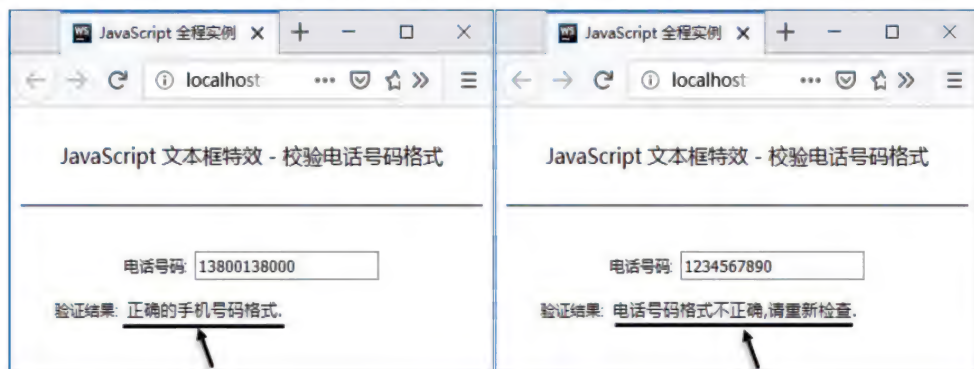 JavaScript 全程实例
localhost
JavaScript 文本框特效 - 校验电话号码格式
电话号码: 13800138000
验证结果: 正确的手机号码格式.
JavaScript 全程实例
localhost
JavaScript 文本框特效 - 校验电话号码格式
电话号码: 1234567890
验证结果: 电话号码格式不正确,请重新检查.